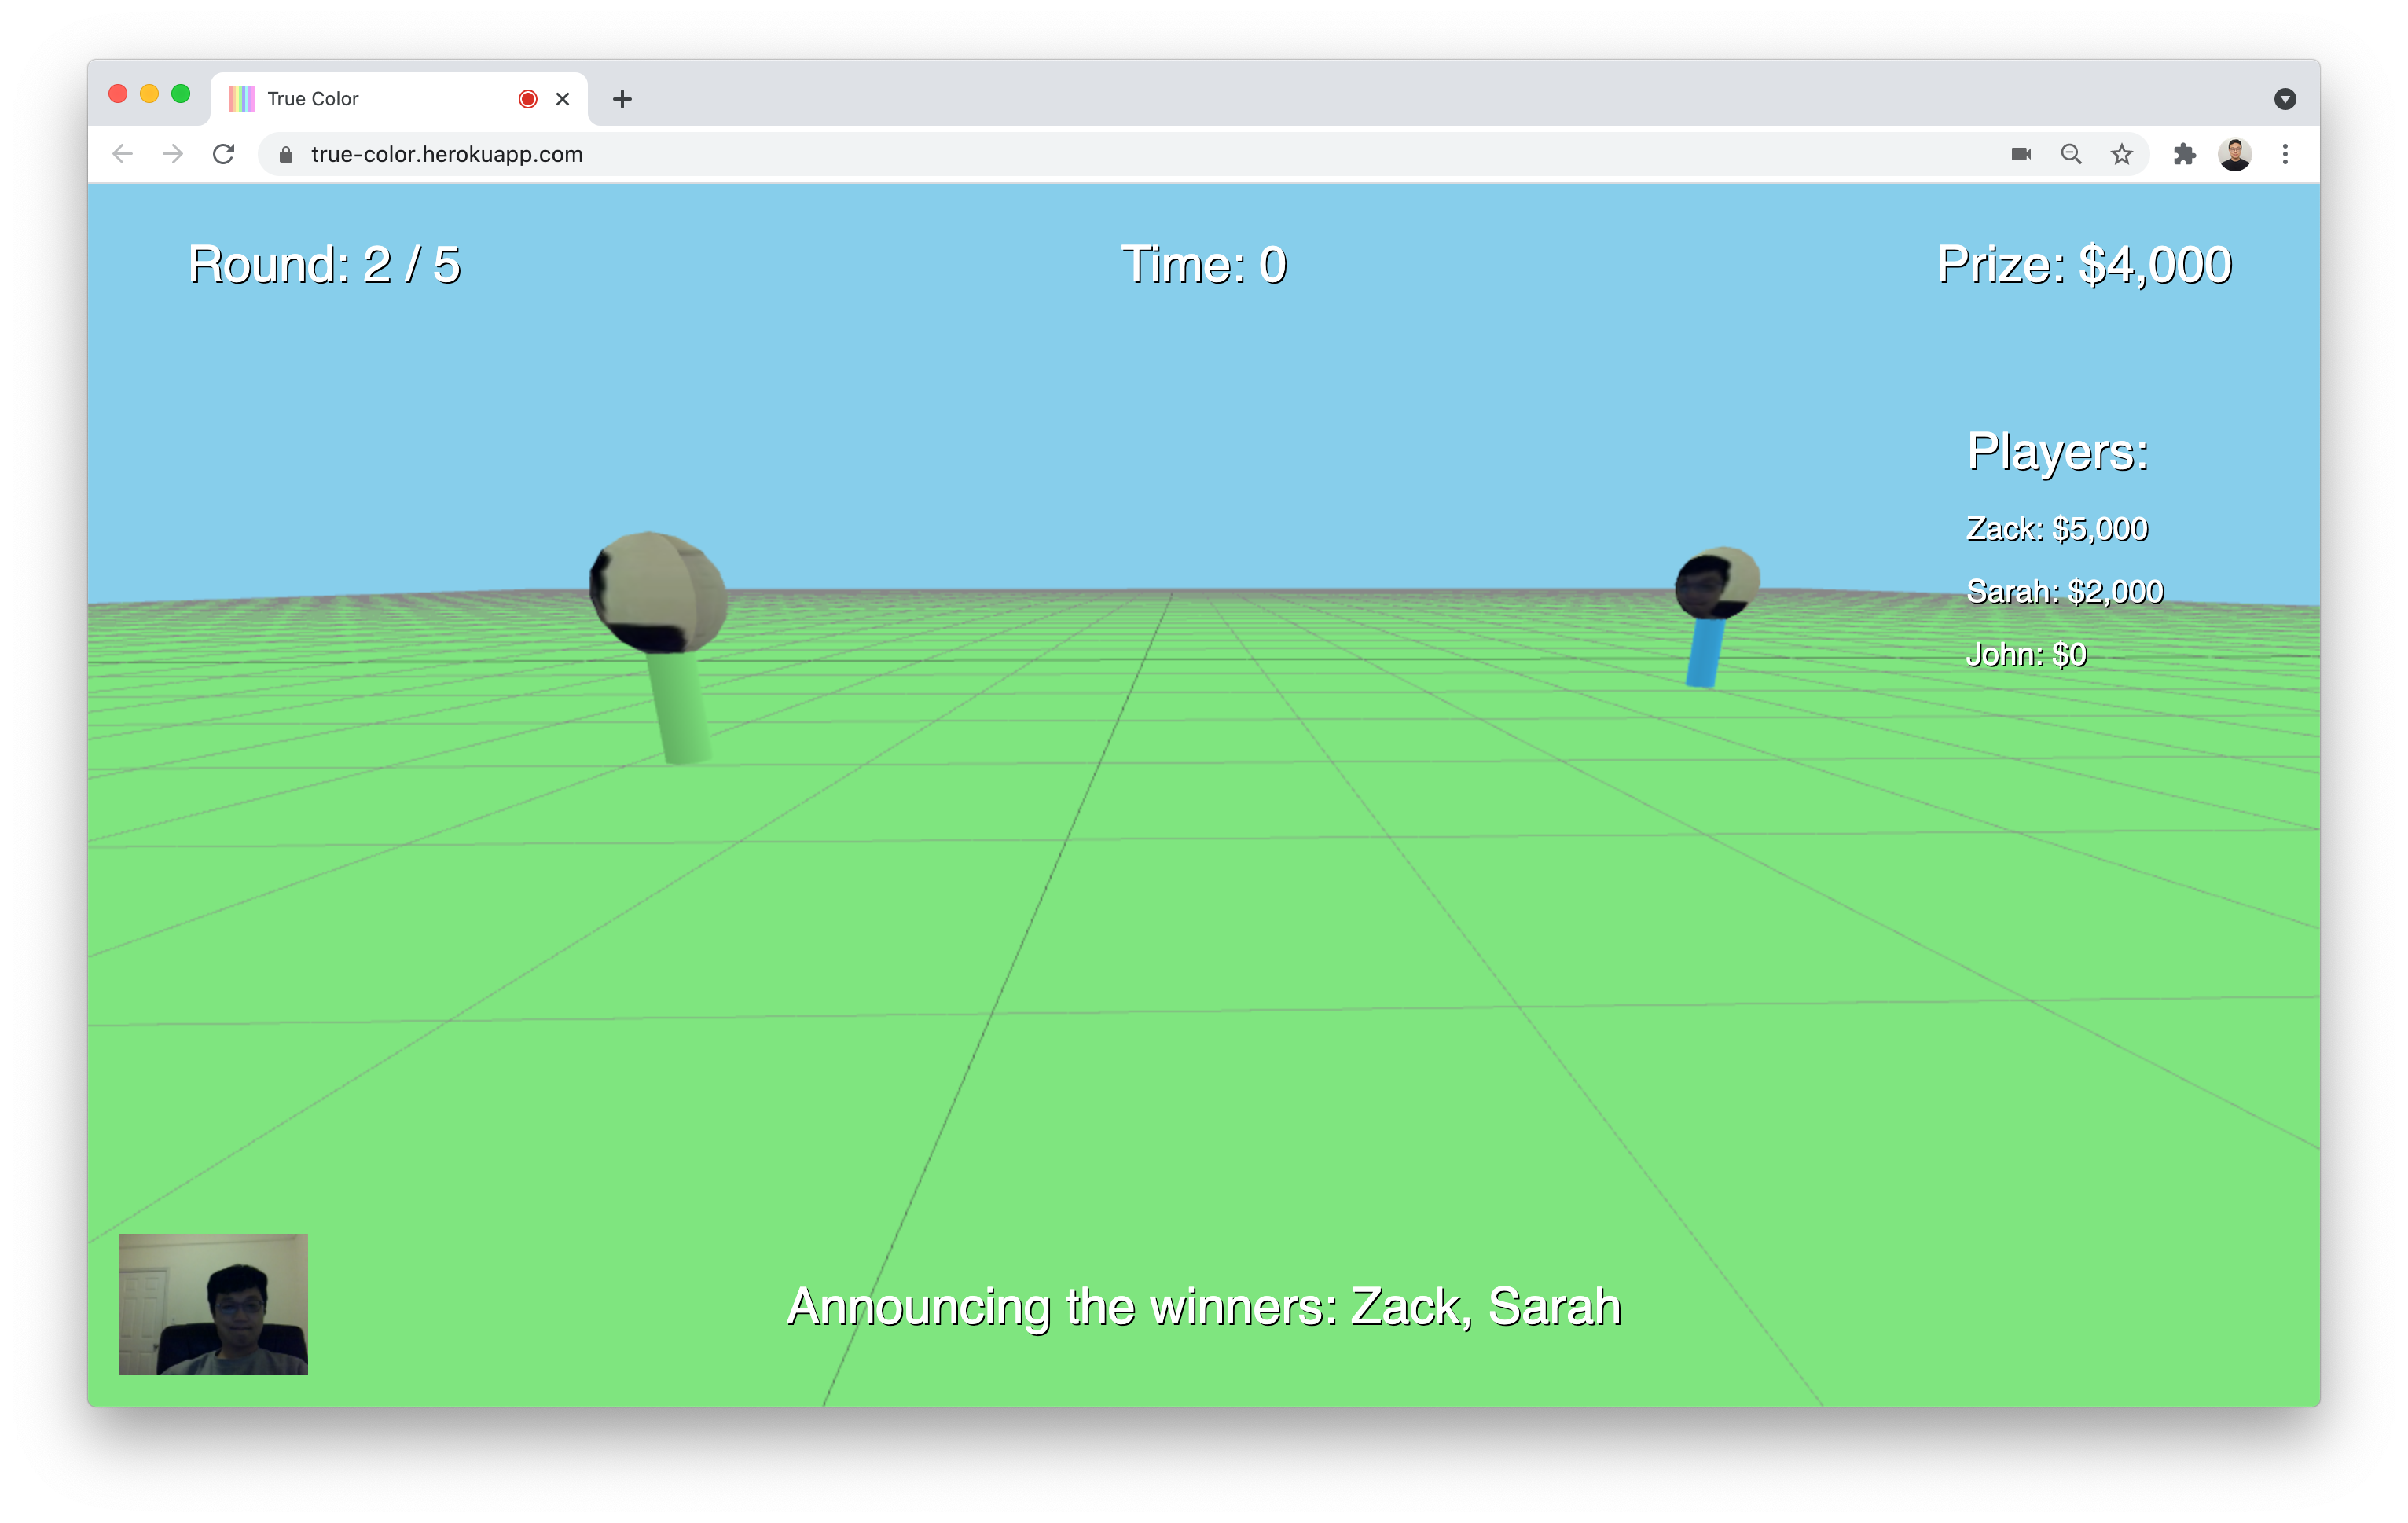 True Color
true-color.herokuapp.com
Round: 2 / 5
Time: 0
Prize: $4,000
Players:
Zack: $5,000
Sarah: $2,000
John: $0
Announcing the winners: Zack, Sarah